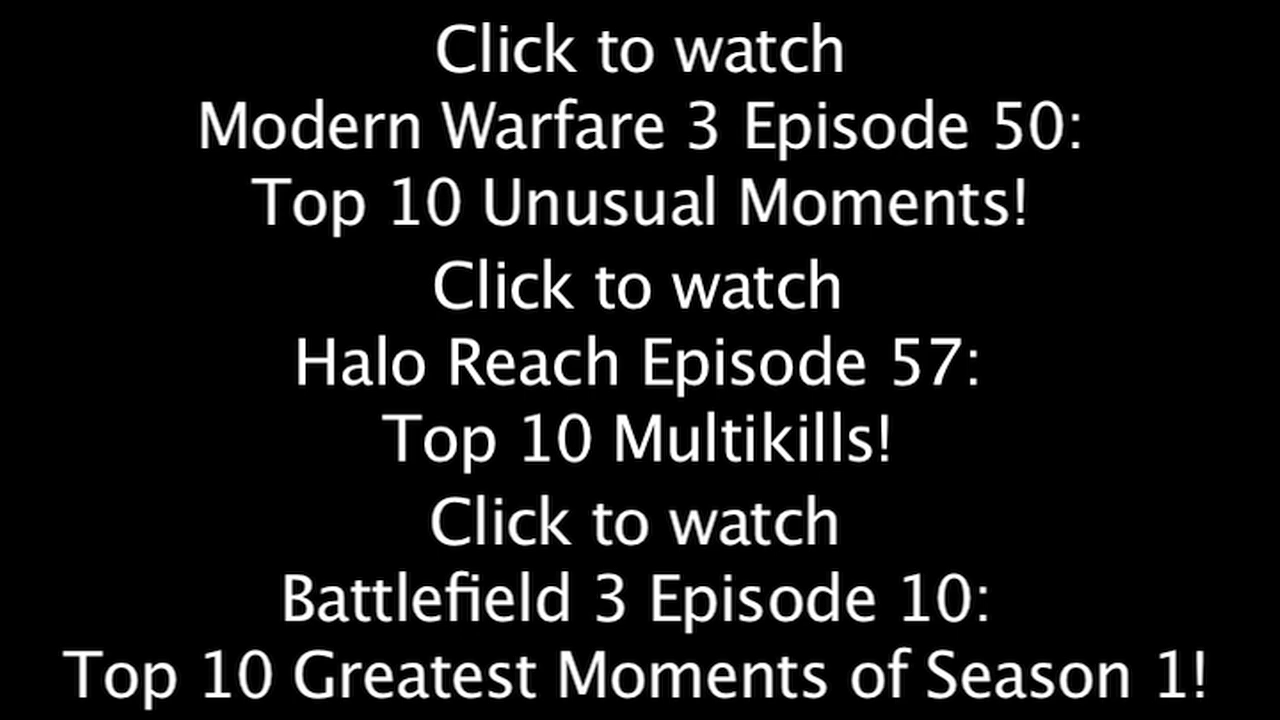 Click to watch
Modern Warfare 3 Episode 50:
Top 10 Unusual Moments!
Click to watch
Halo Reach Episode 57:
Top 10 Multikills!
Click to watch
Battlefield 3 Episode 10:
Top 10 Greatest Moments of Season 1!